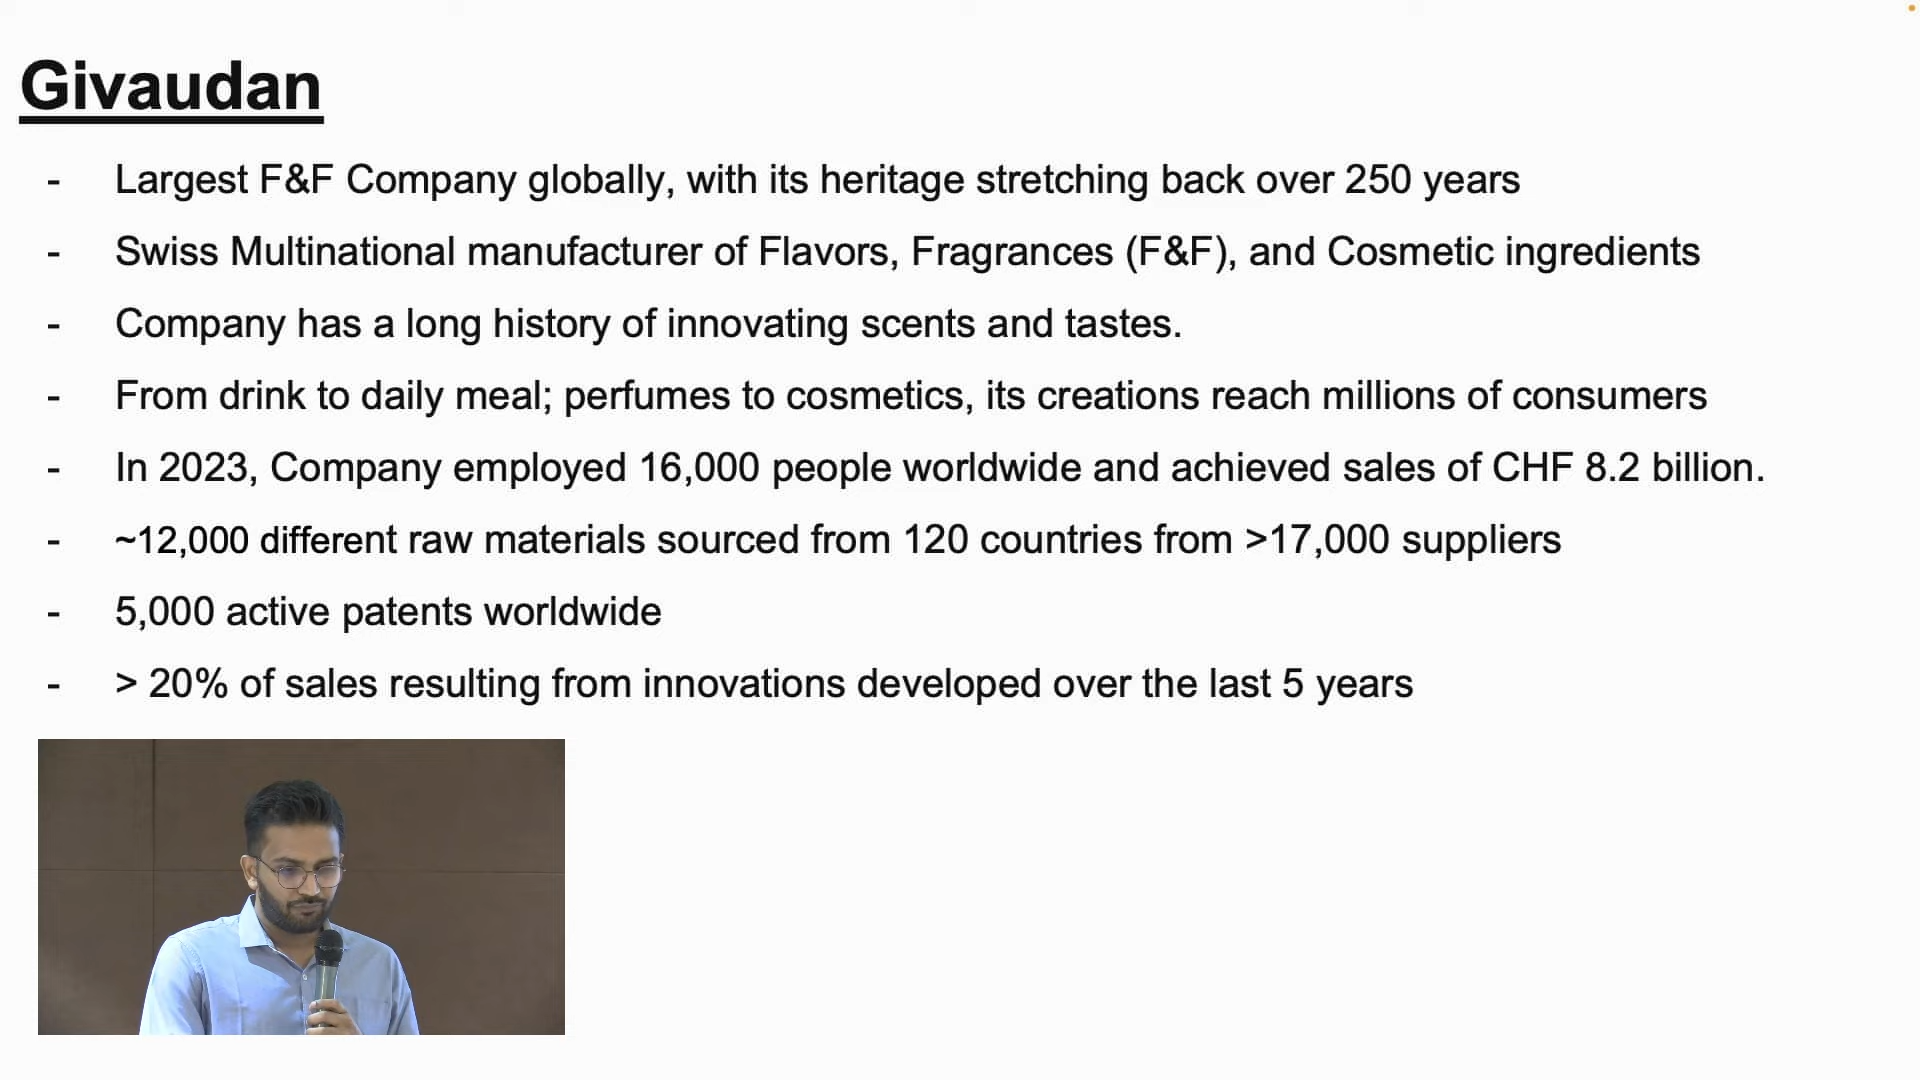 Givaudan
- Largest F&F Company globally, with its heritage stretching back over 250 years
- Swiss Multinational manufacturer of Flavors, Fragrances (F&F), and Cosmetic ingredients
- Company has a long history of innovating scents and tastes.
- From drink to daily meal; perfumes to cosmetics, its creations reach millions of consumers
- In 2023, Company employed 16,000 people worldwide and achieved sales of CHF 8.2 billion.
- ~12,000 different raw materials sourced from 120 countries from >17,000 suppliers
- 5,000 active patents worldwide
- > 20% of sales resulting from innovations developed over the last 5 years